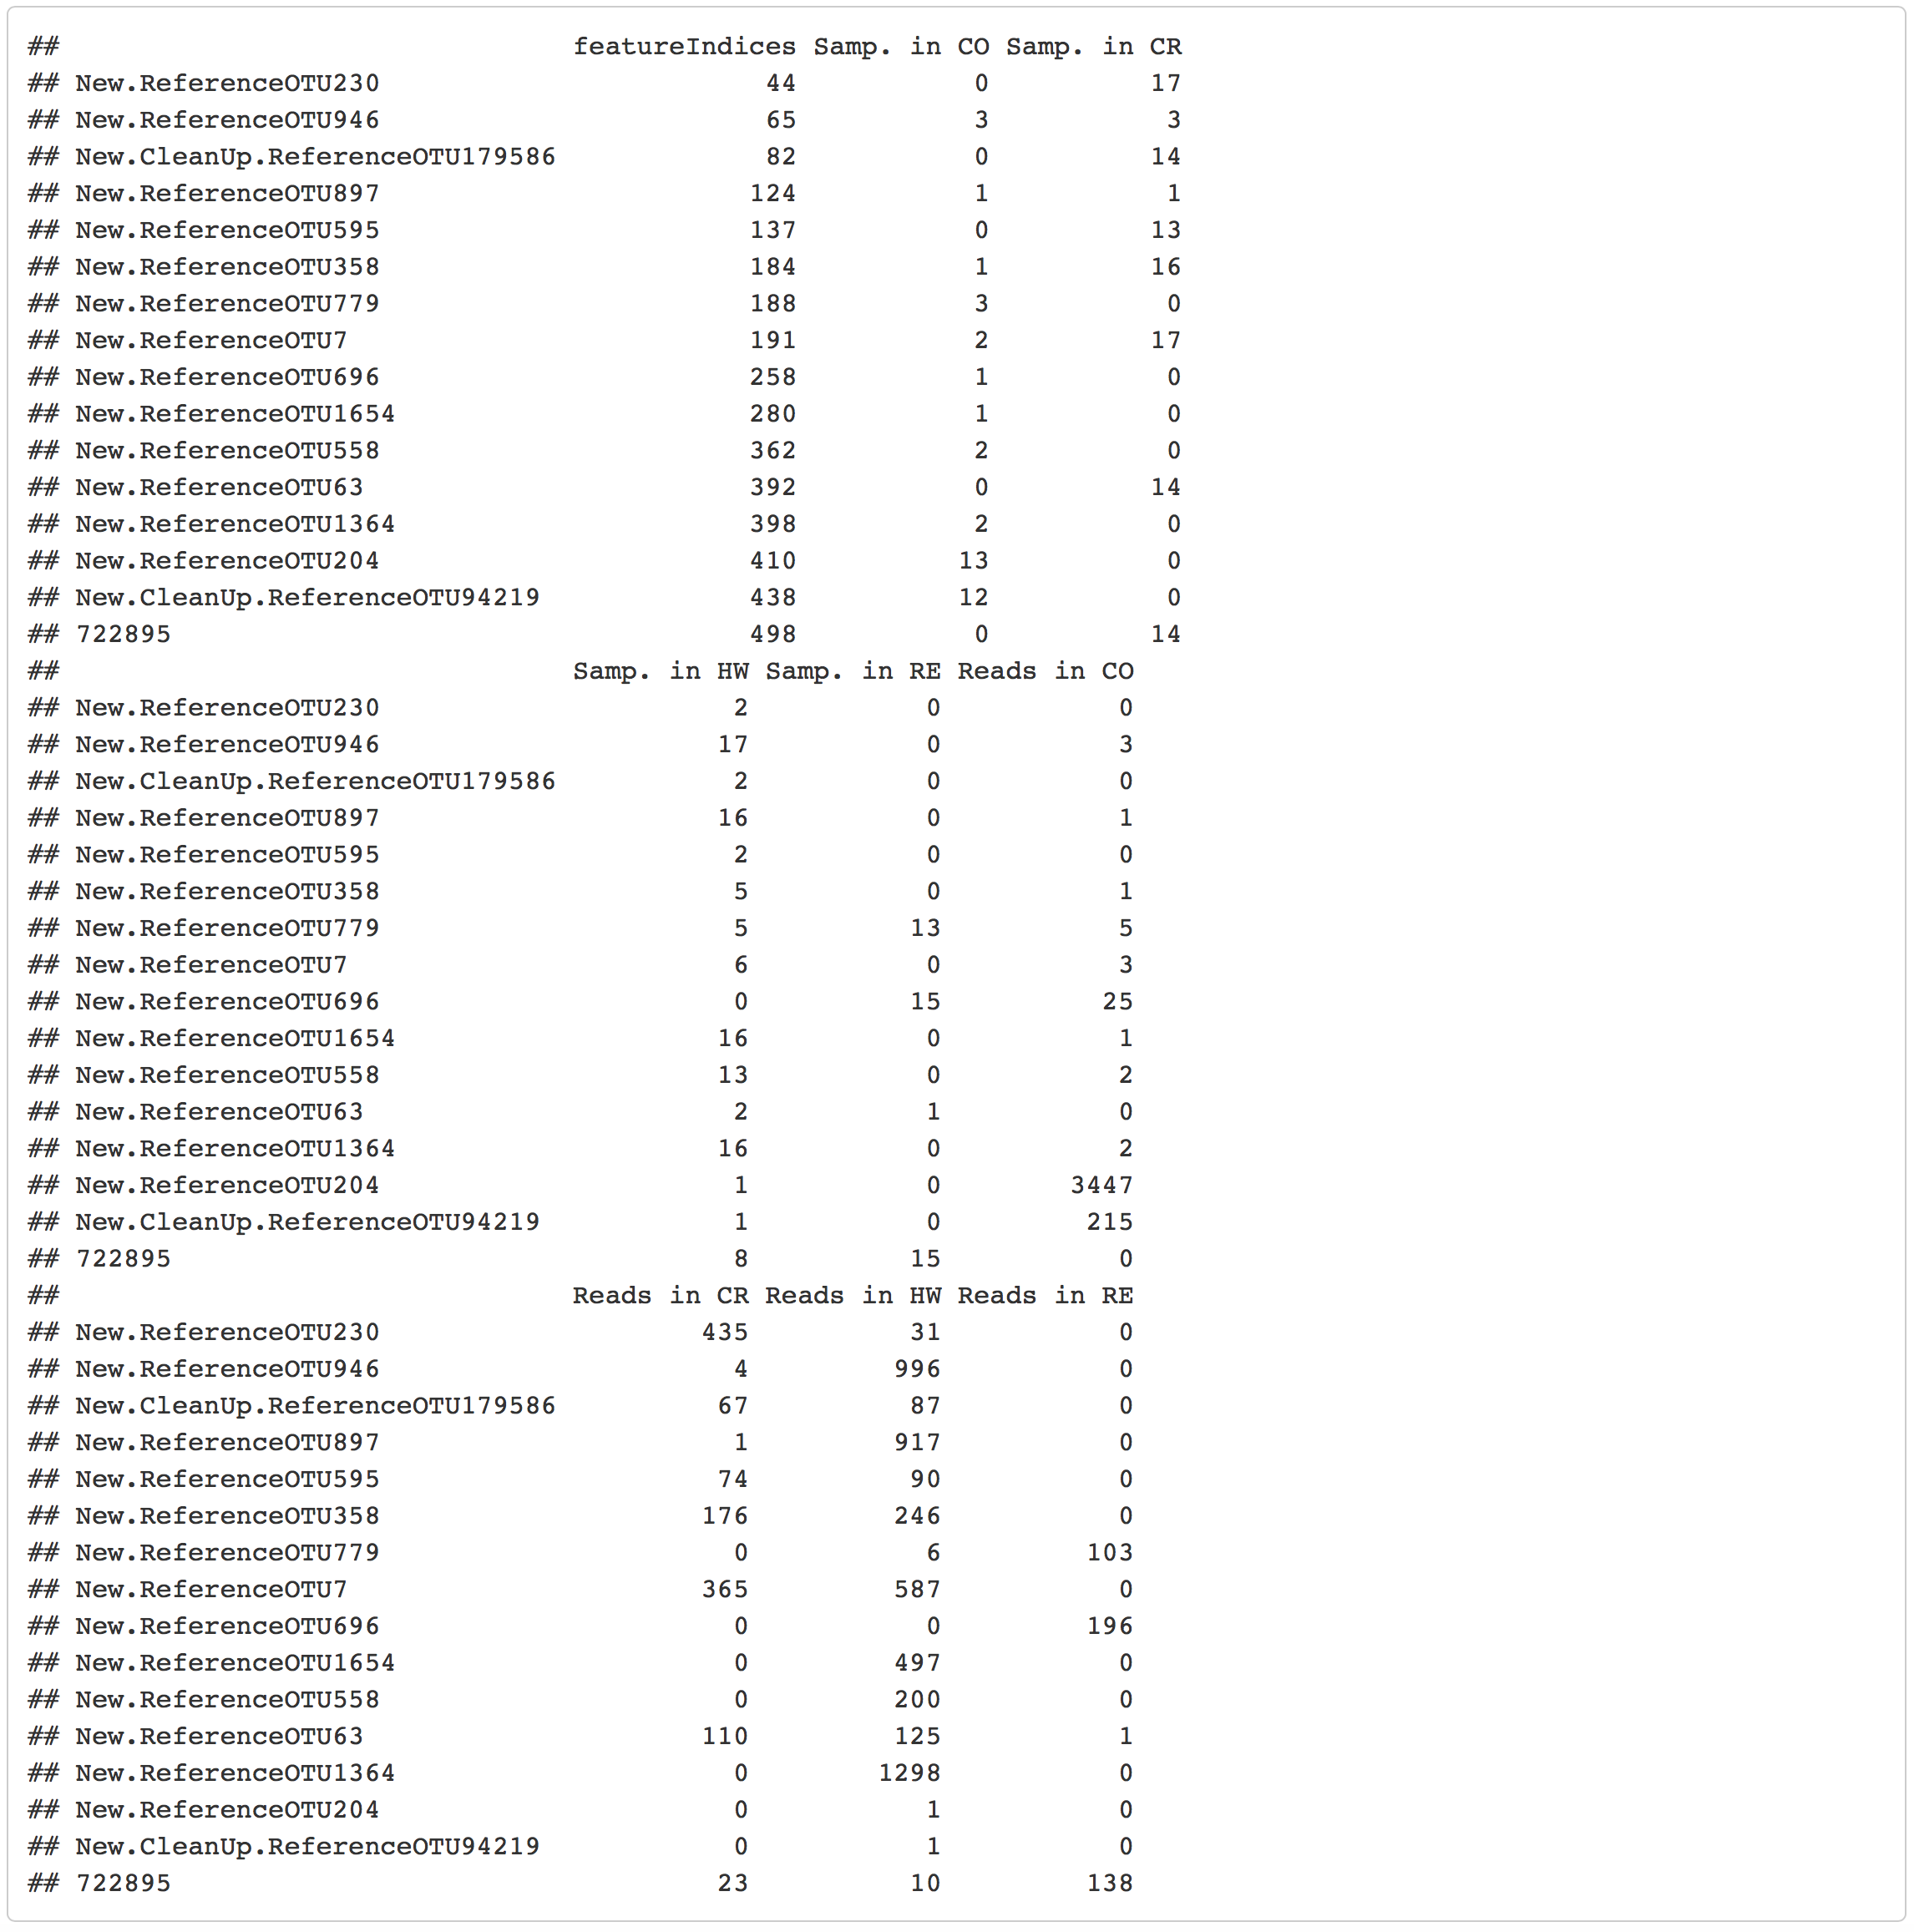 ##                                featureIndices Samp. in CO Samp. in CR
## New.ReferenceOTU230                        44           0          17
## New.ReferenceOTU946                        65           3           3
## New.CleanUp.ReferenceOTU179586             82           0          14
## New.ReferenceOTU897                       124           1           1
## New.ReferenceOTU595                       137           0          13
## New.ReferenceOTU358                       184           1          16
## New.ReferenceOTU779                       188           3           0
## New.ReferenceOTU7                         191           2          17
## New.ReferenceOTU696                       258           1           0
## New.ReferenceOTU1654                      280           1           0
## New.ReferenceOTU558                       362           2           0
## New.ReferenceOTU63                        392           0          14
## New.ReferenceOTU1364                      398           2           0
## New.ReferenceOTU204                       410          13           0
## New.CleanUp.ReferenceOTU94219             438          12           0
## 722895                                    498           0          14
##                                Samp. in HW Samp. in RE Reads in CO
## New.ReferenceOTU230                      2           0           0
## New.ReferenceOTU946                     17           0           3
## New.CleanUp.ReferenceOTU179586           2           0           0
## New.ReferenceOTU897                     16           0           1
## New.ReferenceOTU595                      2           0           0
## New.ReferenceOTU358                      5           0           1
## New.ReferenceOTU779                      5          13           5
## New.ReferenceOTU7                        6           0           3
## New.ReferenceOTU696                      0          15          25
## New.ReferenceOTU1654                    16           0           1
## New.ReferenceOTU558                     13           0           2
## New.ReferenceOTU63                       2           1           0
## New.ReferenceOTU1364                    16           0           2
## New.ReferenceOTU204                      1           0        3447
## New.CleanUp.ReferenceOTU94219            1           0         215
## 722895                                   8          15           0
##                                Reads in CR Reads in HW Reads in RE
## New.ReferenceOTU230                    435          31           0
## New.ReferenceOTU946                      4         996           0
## New.CleanUp.ReferenceOTU179586          67          87           0
## New.ReferenceOTU897                      1         917           0
## New.ReferenceOTU595                     74          90           0
## New.ReferenceOTU358                    176         246           0
## New.ReferenceOTU779                      0           6         103
## New.ReferenceOTU7                      365         587           0
## New.ReferenceOTU696                      0           0         196
## New.ReferenceOTU1654                     0         497           0
## New.ReferenceOTU558                      0         200           0
## New.ReferenceOTU63                     110         125           1
## New.ReferenceOTU1364                     0        1298           0
## New.ReferenceOTU204                      0           1           0
## New.CleanUp.ReferenceOTU94219            0           1           0
## 722895                                  23          10         138